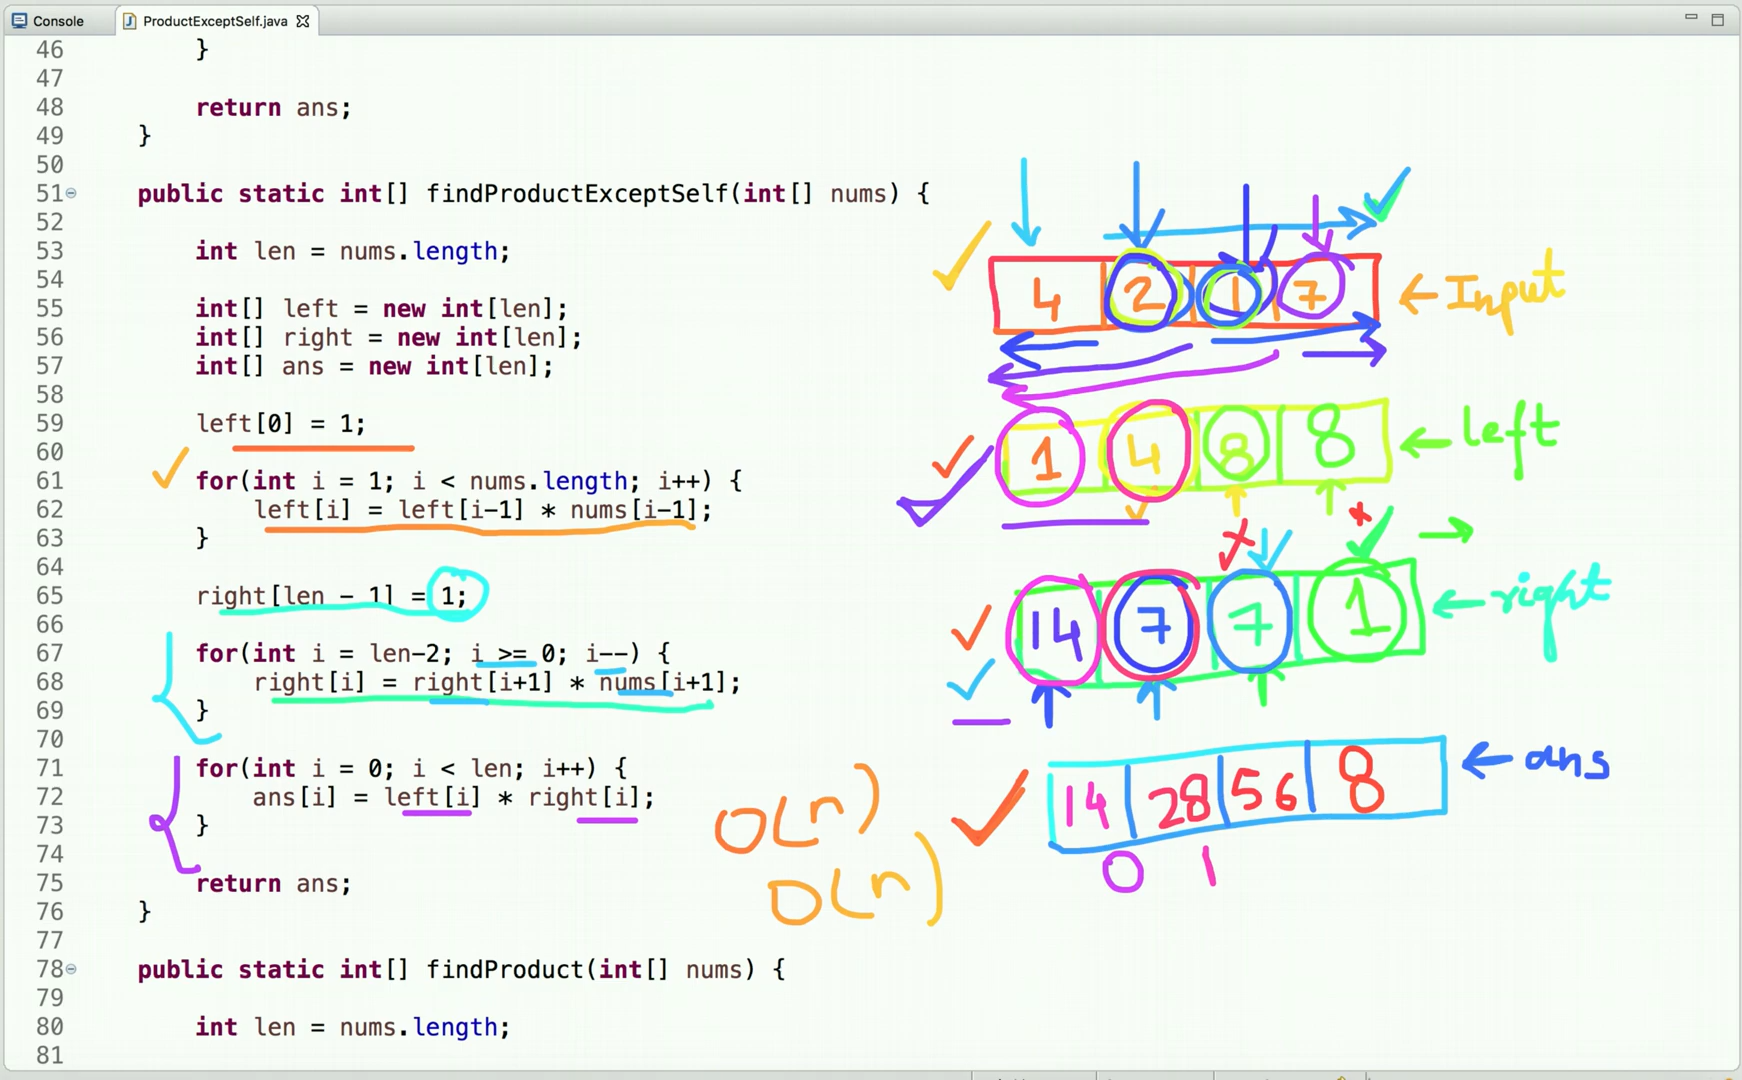 Console ProductExceptSelf.java
46 }
47
48 return ans;
49 }
50
51 public static int[] findProductExceptSelf(int[] nums) {
52
53 int len = nums.length;
54
55 int[] left = new int[len];
56 int[] right = new int[len];
57 int[] ans = new int[len];
58
59 left[0] = 1;
60
61 for(int i = 1; i < nums.length; i++) {
62 left[i] = left[i-1] * nums[i-1];
63 }
64
65 right[len - 1] = 1;
66
67 for(int i = len-2; i >= 0; i--) {
68 right[i] = right[i+1] * nums[i+1];
69 }
70
71 for(int i = 0; i < len; i++) {
72 ans[i] = left[i] * right[i];
73 }
74
75 return ans;
76 }
77
78 public static int[] findProduct(int[] nums) {
79
80 int len = nums.length;
81
4 2 1 7 ← Input
1 4 8 8 ← left
14 7 7 1 ← right
14 28 56 8 ← ans
0 1
O(n)
O(n)